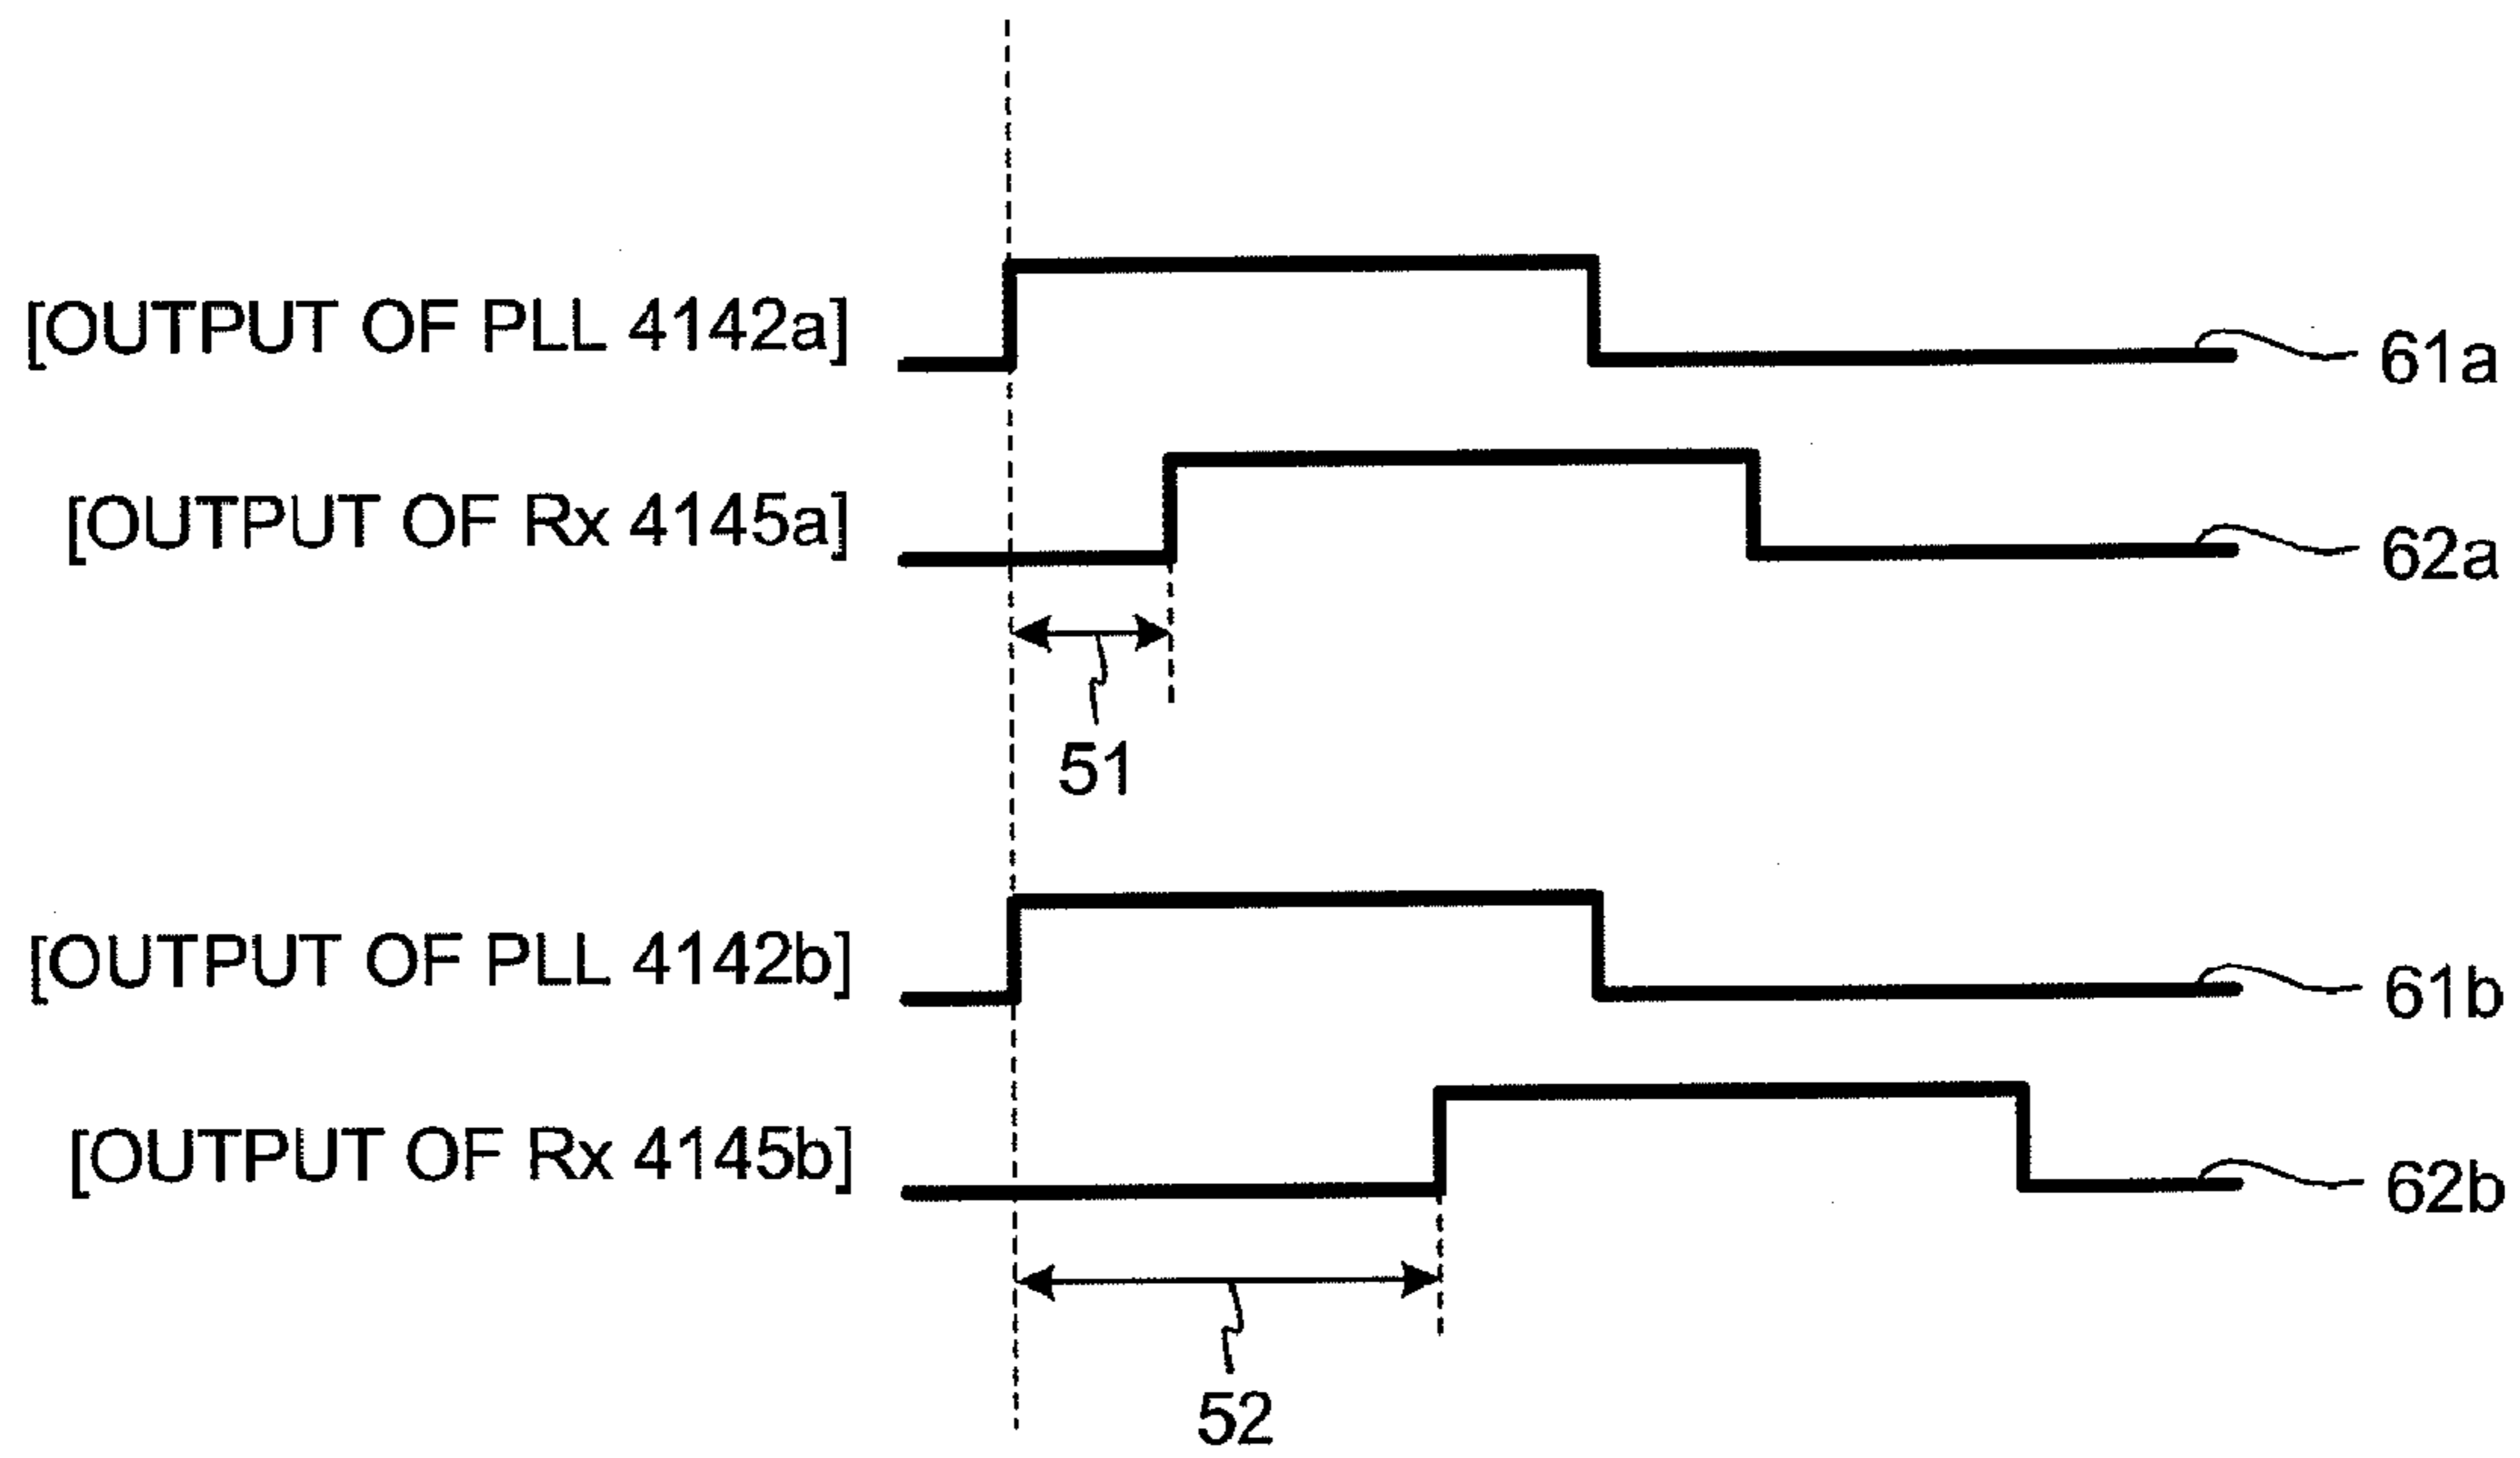 [OUTPUT OF PLL 4142a]
61a
[OUTPUT OF Rx 4145a]
62a
51
[OUTPUT OF PLL 4142b]
61b
[OUTPUT OF Rx 4145b]
62b
52